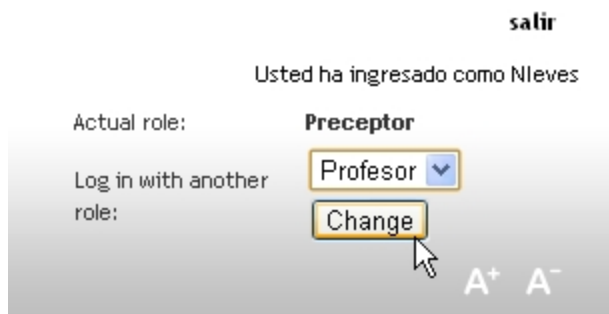 salir
Usted ha ingresado como NIeves
Actual role: Preceptor
Log in with another role: Profesor
Change
A+ A-